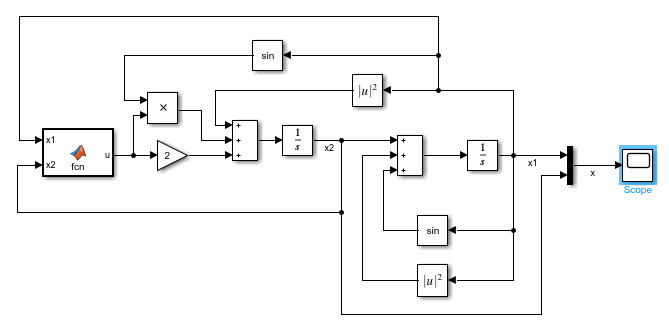 sin
|u|²
x1
x2
fcn
u
×
2
+
+
+
1
s
x2
+
+
+
1
s
x1
x
Scope
sin
|u|²